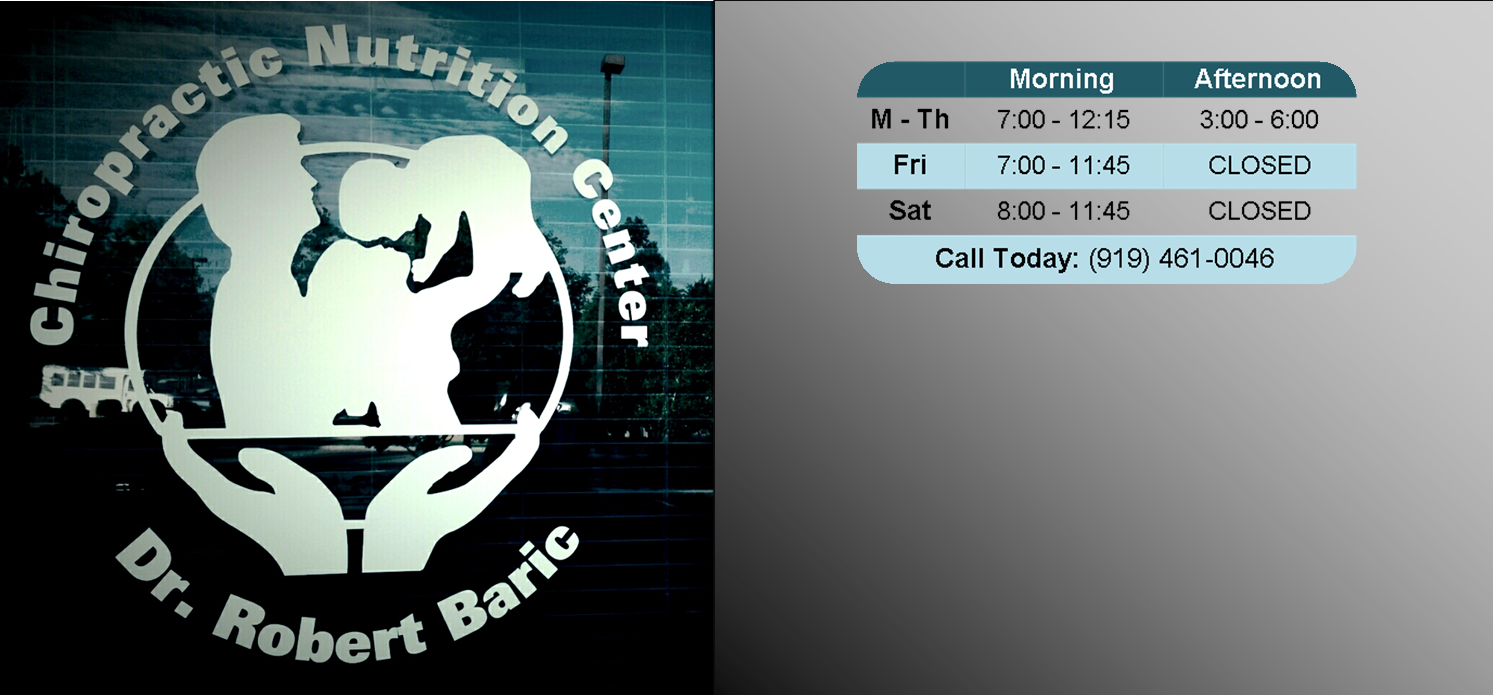 Chiropractic Nutrition Center
Dr. Robert Baric
Morning Afternoon
M - Th 7:00 - 12:15 3:00 - 6:00
Fri 7:00 - 11:45 CLOSED
Sat 8:00 - 11:45 CLOSED
Call Today: (919) 461-0046